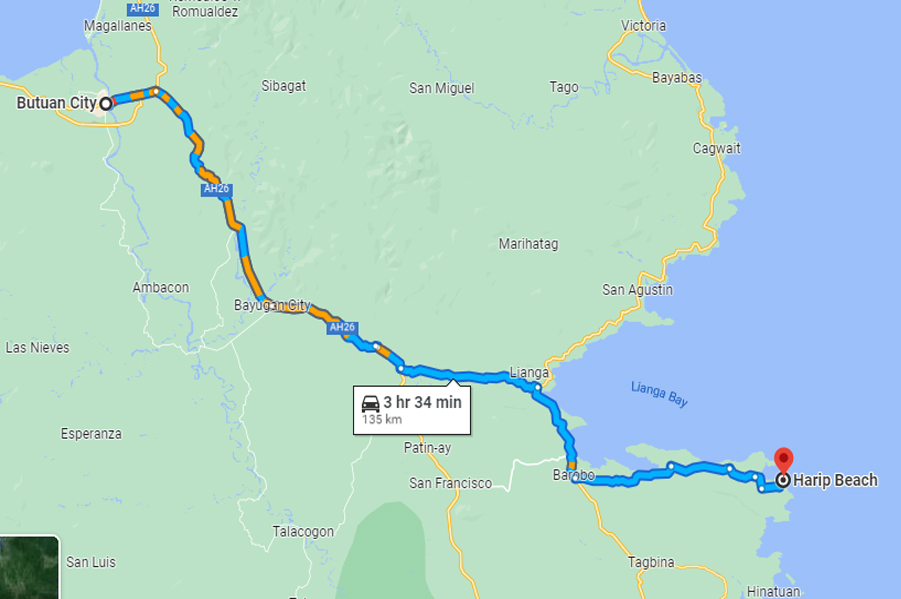 AH26
Romualdez
Magallanes
Victoria
Sibagat
San Miguel
Tago
Bayabas
Butuan City
Cagwait
AH26
Marihatag
Ambacon
San Agustin
Bayugan City
AH26
Las Nieves
Lianga
Lianga Bay
3 hr 34 min
135 km
Esperanza
Patin-ay
San Francisco
Barobo
Harip Beach
Talacogon
San Luis
Tagbina
Hinatuan